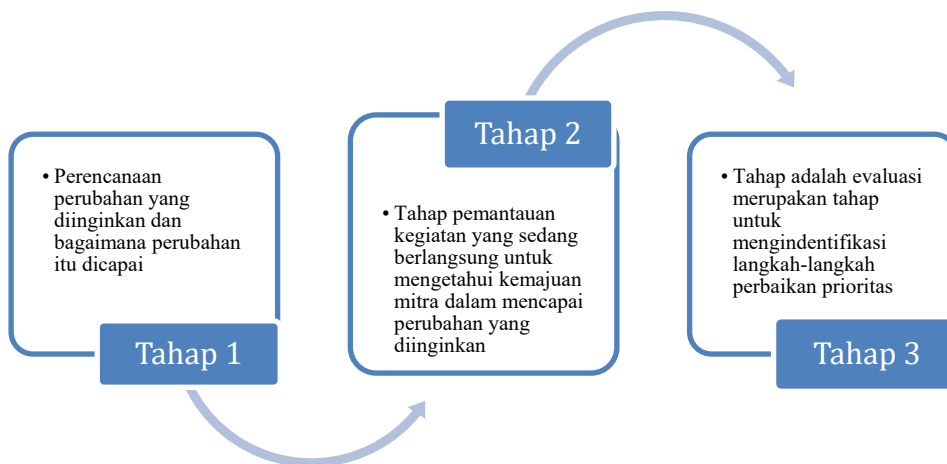 • Perencanaan
perubahan yang
diinginkan dan
bagaimana perubahan
itu dicapai
Tahap 1
Tahap 2
• Tahap pemantauan
kegiatan yang sedang
berlangsung untuk
mengetahui kemajuan
mitra dalam mencapai
perubahan yang
diinginkan
• Tahap adalah evaluasi
merupakan tahap
untuk
mengindentifikasi
langkah-langkah
perbaikan prioritas
Tahap 3